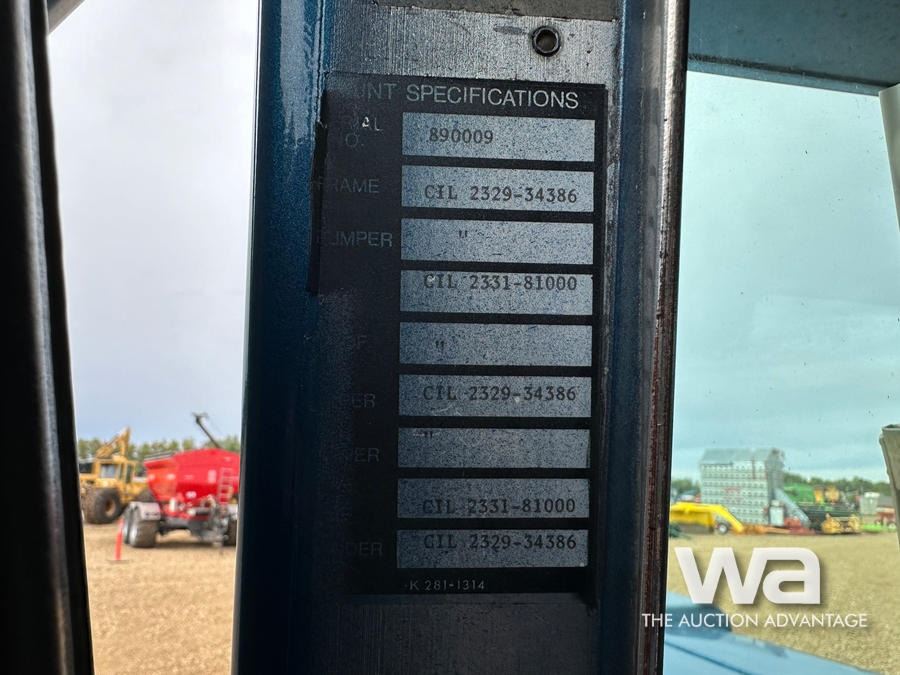 SPECIFICATIONS
890009
FRAME CIL 2329-34386
BUMPER "
CIL 2331-81000
"
CIL 2329-34386
"
CIL 2331-81000
CIL 2329-34386
K 281-1314
wa
THE AUCTION ADVANTAGE